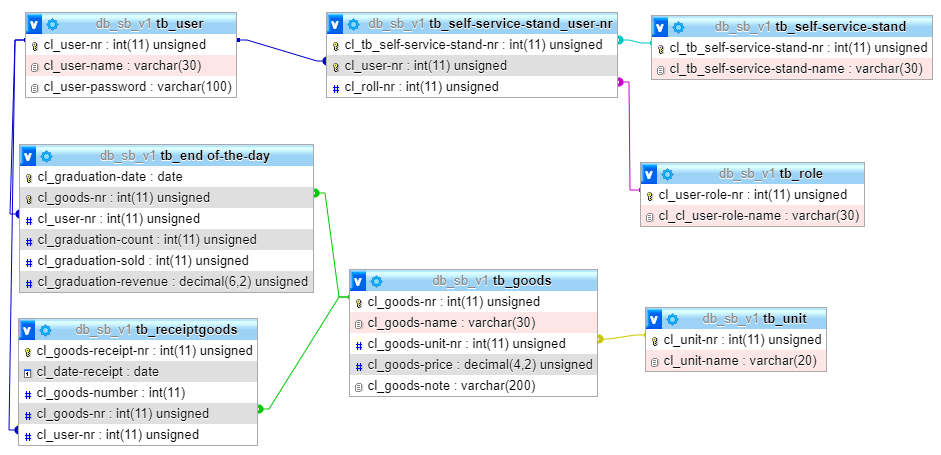 v db_sb_v1 tb_user
cl_user-nr : int(11) unsigned
cl_user-name : varchar(30)
cl_user-password : varchar(100)
v db_sb_v1 tb_self-service-stand_user-nr
cl_tb_self-service-stand-nr : int(11) unsigned
cl_user-nr : int(11) unsigned
# cl_roll-nr : int(11) unsigned
v db_sb_v1 tb_self-service-stand
cl_tb_self-service-stand-nr : int(11) unsigned
cl_tb_self-service-stand-name : varchar(30)
v db_sb_v1 tb_end of-the-day
cl_graduation-date : date
cl_goods-nr : int(11) unsigned
# cl_user-nr : int(11) unsigned
# cl_graduation-count : int(11) unsigned
# cl_graduation-sold : int(11) unsigned
# cl_graduation-revenue : decimal(6,2) unsigned
v db_sb_v1 tb_role
cl_user-role-nr : int(11) unsigned
cl_cl_user-role-name : varchar(30)
v db_sb_v1 tb_goods
cl_goods-nr : int(11) unsigned
cl_goods-name : varchar(30)
# cl_goods-unit-nr : int(11) unsigned
# cl_goods-price : decimal(4,2) unsigned
cl_goods-note : varchar(200)
v db_sb_v1 tb_unit
cl_unit-nr : int(11) unsigned
cl_unit-name : varchar(20)
v db_sb_v1 tb_receiptgoods
cl_goods-receipt-nr : int(11) unsigned
cl_date-receipt : date
# cl_goods-number : int(11)
# cl_goods-nr : int(11) unsigned
# cl_user-nr : int(11) unsigned